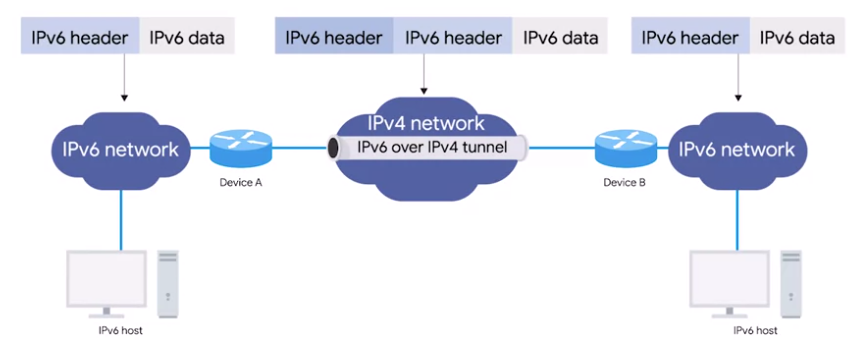 IPv6 header IPv6 data
IPv6 header IPv6 header IPv6 data
IPv6 header IPv6 data
IPv6 network
Device A
IPv4 network
IPv6 over IPv4 tunnel
Device B
IPv6 network
IPv6 host
IPv6 host